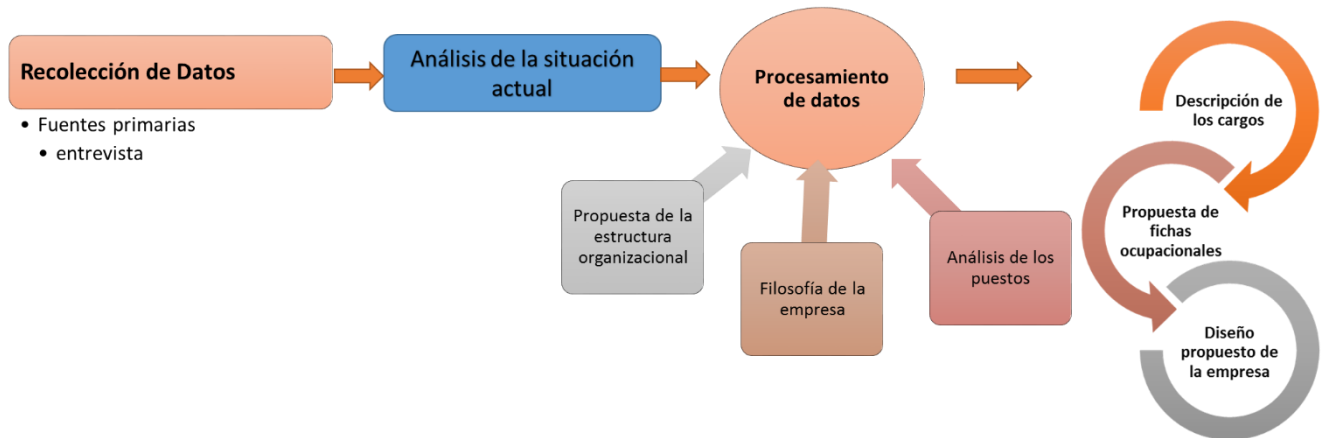 Recolección de Datos
• Fuentes primarias
• entrevista
Análisis de la situación
actual
Procesamiento
de datos
Propuesta de la
estructura
organizacional
Filosofía de la
empresa
Análisis de los
puestos
Descripción de
los cargos
Propuesta de
fichas
ocupacionales
Diseño
propuesto de
la empresa